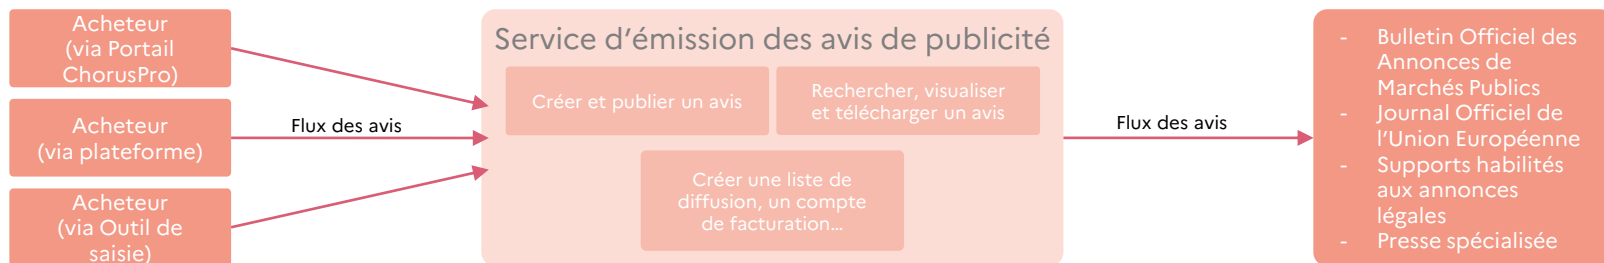 Acheteur
(via Portail
ChorusPro)
Acheteur
(via plateforme)
Acheteur
(via Outil de
saisie)
Flux des avis
Service d’émission des avis de publicité
Créer et publier un avis
Rechercher, visualiser
et télécharger un avis
Créer une liste de
diffusion, un compte
de facturation…
Flux des avis
- Bulletin Officiel des
Annonces de
Marchés Publics
- Journal Officiel de
l’Union Européenne
- Supports habilités
aux annonces
légales
- Presse spécialisée